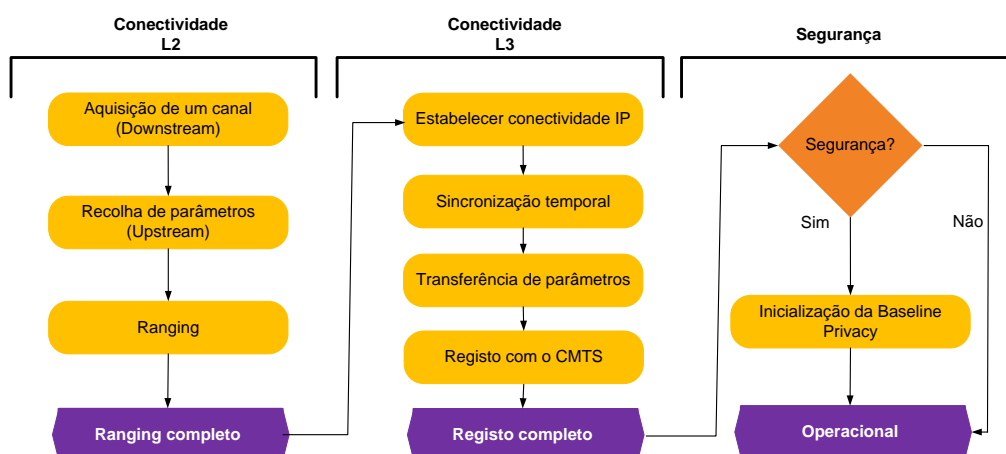 Conectividade
L2
Aquisição de um canal
(Downstream)
Recolha de parâmetros
(Upstream)
Ranging
Ranging completo
Conectividade
L3
Estabelecer conectividade IP
Sincronização temporal
Transferência de parâmetros
Registo com o CMTS
Registo completo
Segurança
Segurança?
Sim
Não
Inicialização da Baseline
Privacy
Operacional